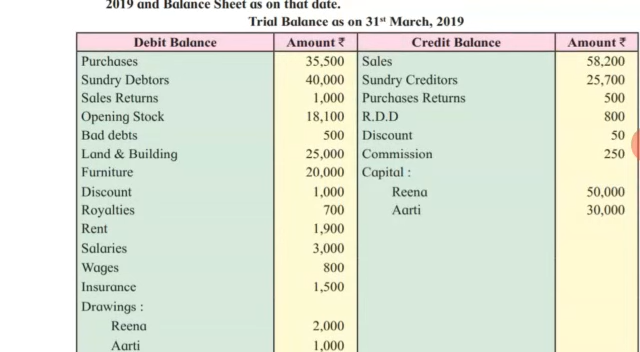 2019 and Balance Sheet as on that date.
Trial Balance as on 31st March, 2019
Debit Balance Amount ₹ Credit Balance Amount ₹
Purchases 35,500 Sales 58,200
Sundry Debtors 40,000 Sundry Creditors 25,700
Sales Returns 1,000 Purchases Returns 500
Opening Stock 18,100 R.D.D 800
Bad debts 500 Discount 50
Land & Building 25,000 Commission 250
Furniture 20,000 Capital :
Discount 1,000 Reena 50,000
Royalties 700 Aarti 30,000
Rent 1,900
Salaries 3,000
Wages 800
Insurance 1,500
Drawings :
Reena 2,000
Aarti 1,000